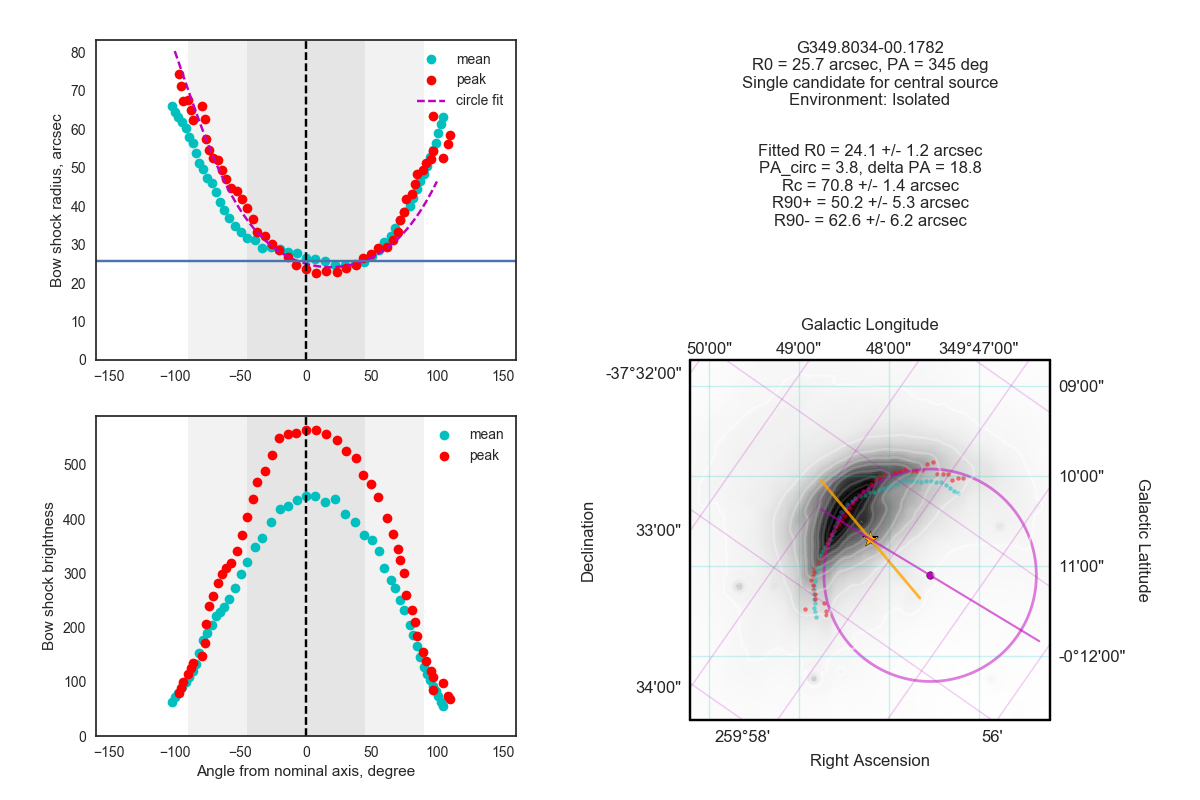 80
70
60
50
40
30
20
10
0
−150
−100
−50
0
50
100
150
Bow shock radius, arcsec
mean
peak
circle fit
500
400
300
200
100
0
−150
−100
−50
0
50
100
150
Bow shock brightness
Angle from nominal axis, degree
mean
peak
G349.8034-00.1782
R0 = 25.7 arcsec, PA = 345 deg
Single candidate for central source
Environment: Isolated
Fitted R0 = 24.1 +/- 1.2 arcsec
PA_circ = 3.8, delta PA = 18.8
Rc = 70.8 +/- 1.4 arcsec
R90+ = 50.2 +/- 5.3 arcsec
R90- = 62.6 +/- 6.2 arcsec
Galactic Longitude
50'00"
49'00"
48'00"
349°47'00"
-37°32'00"
33'00"
34'00"
Declination
09'00"
10'00"
11'00"
-0°12'00"
Galactic Latitude
259°58'
56'
Right Ascension